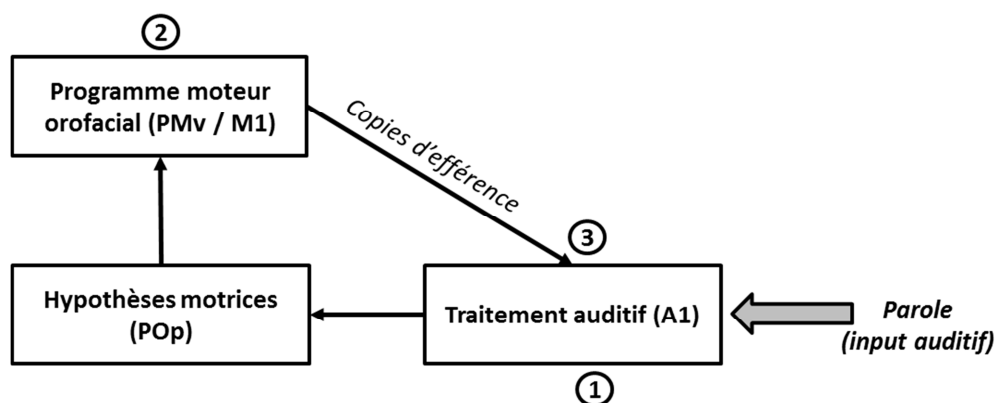 2
Programme moteur
orofacial (PMv / M1)
Copies d'efférence
3
Hypothèses motrices
(POp)
Traitement auditif (A1)
Parole
(input auditif)
1